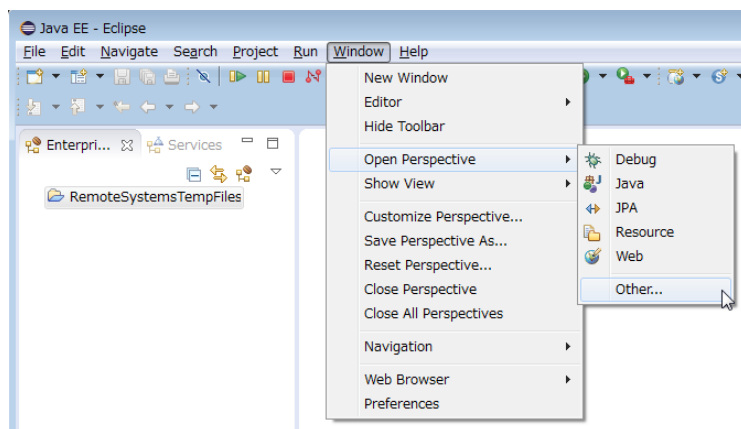 Java EE - Eclipse
File Edit Navigate Search Project Run Window Help
New Window
Editor
Hide Toolbar
Open Perspective
Show View
Customize Perspective...
Save Perspective As...
Reset Perspective...
Close Perspective
Close All Perspectives
Navigation
Web Browser
Preferences
Enterpri... Services
RemoteSystemsTempFiles
Debug
Java
JPA
Resource
Web
Other...